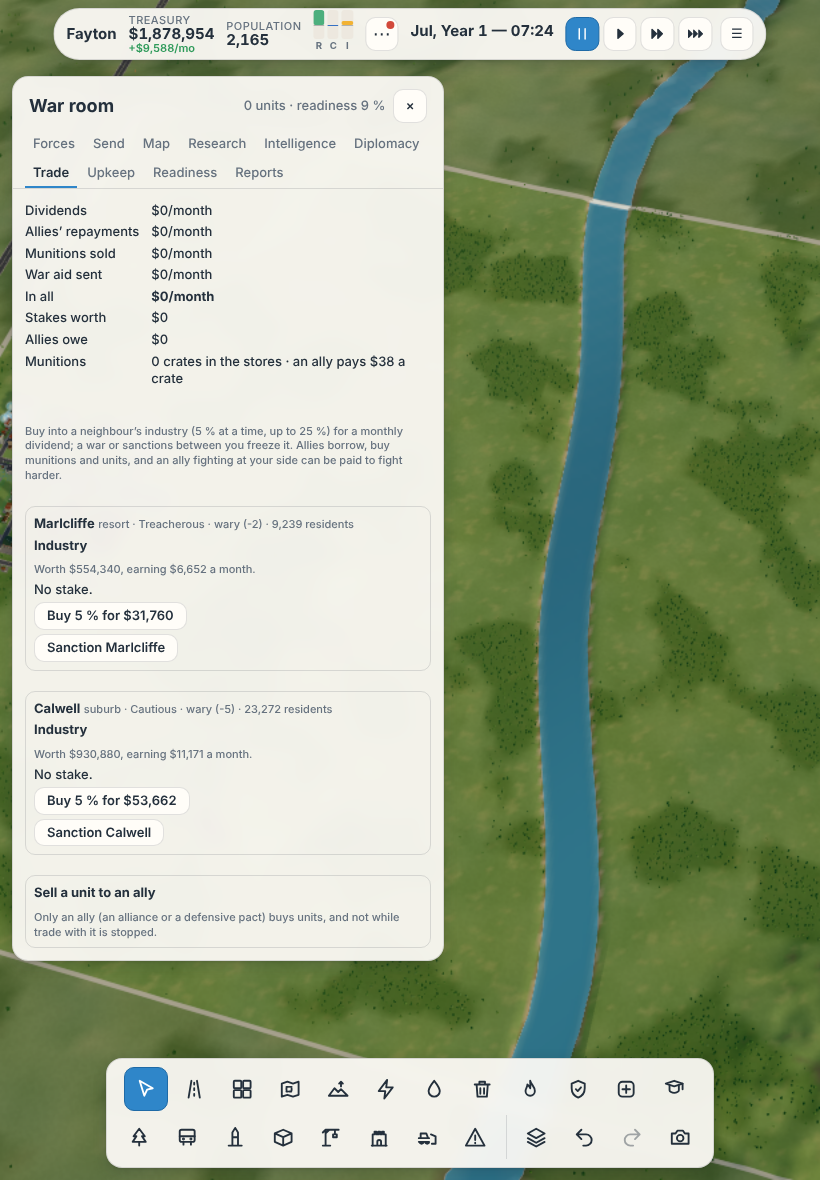 Fayton
TREASURY
$1,878,954
+$9,588/mo
POPULATION
2,165
R C I
Jul, Year 1 — 07:24
War room
0 units · readiness 9 %
Forces Send Map Research Intelligence Diplomacy
Trade Upkeep Readiness Reports
Dividends $0/month
Allies’ repayments $0/month
Munitions sold $0/month
War aid sent $0/month
In all $0/month
Stakes worth $0
Allies owe $0
Munitions 0 crates in the stores · an ally pays $38 a
crate
Buy into a neighbour’s industry (5 % at a time, up to 25 %) for a monthly
dividend; a war or sanctions between you freeze it. Allies borrow, buy
munitions and units, and an ally fighting at your side can be paid to fight
harder.
Marlcliffe resort · Treacherous · wary (-2) · 9,239 residents
Industry
Worth $554,340, earning $6,652 a month.
No stake.
Buy 5 % for $31,760
Sanction Marlcliffe
Calwell suburb · Cautious · wary (-5) · 23,272 residents
Industry
Worth $930,880, earning $11,171 a month.
No stake.
Buy 5 % for $53,662
Sanction Calwell
Sell a unit to an ally
Only an ally (an alliance or a defensive pact) buys units, and not while
trade with it is stopped.